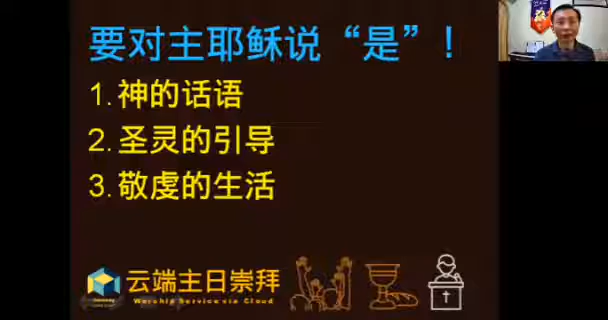 要对主耶稣说“是”！
1. 神的话语
2. 圣灵的引导
3. 敬虔的生活
云端主日崇拜
Worship Service via Cloud